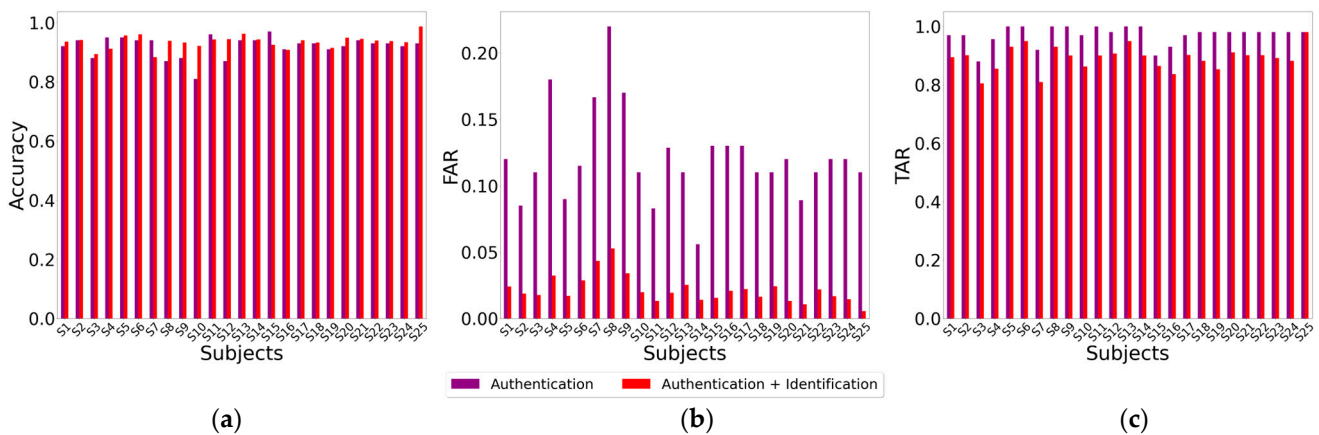 1.0
0.8
0.6
0.4
0.2
0.0
Accuracy
S1 S2 S3 S4 S5 S6 S7 S8 S9 S10 S11 S12 S13 S14 S15 S16 S17 S18 S19 S20 S21 S22 S23 S24 S25
Subjects
0.20
0.15
0.10
0.05
0.00
FAR
S1 S2 S3 S4 S5 S6 S7 S8 S9 S10 S11 S12 S13 S14 S15 S16 S17 S18 S19 S20 S21 S22 S23 S24 S25
Subjects
1.0
0.8
0.6
0.4
0.2
0.0
TAR
S1 S2 S3 S4 S5 S6 S7 S8 S9 S10 S11 S12 S13 S14 S15 S16 S17 S18 S19 S20 S21 S22 S23 S24 S25
Subjects
Authentication Authentication + Identification
(a) (b) (c)